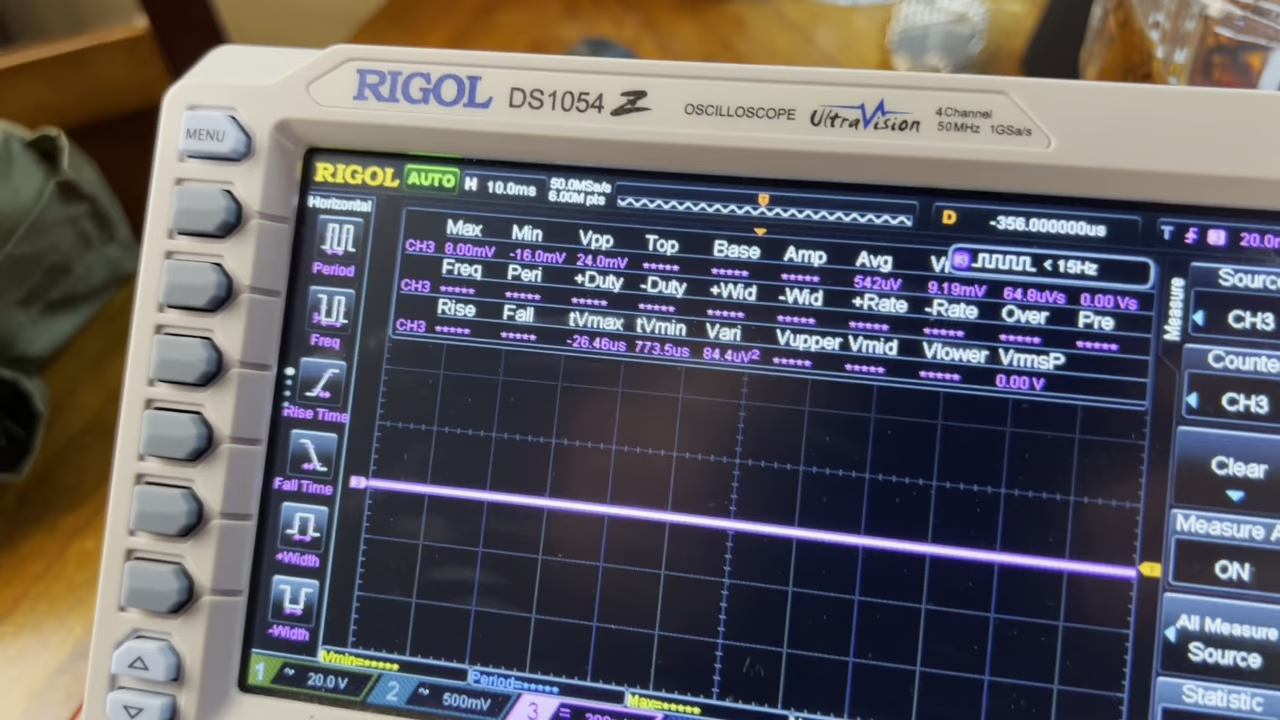 RIGOL DS1054 Z OSCILLOSCOPE UltraVision 4 Channel 50MHz 1GSa/s
MENU
RIGOL AUTO H 10.0ms 50.0MSa/s 6.00M pts D -356.000000us T 3
Horizontal
Period
Freq
Rise Time
Fall Time
+Width
-Width
Max Min Vpp Top Base Amp Avg
CH3 8.00mV -16.0mV 24.0mV ***** ***** ***** 542uV 9.19mV 64.8uVs 0.00 Vs
3 < 15Hz
Freq Peri +Duty -Duty +Wid -Wid +Rate -Rate Over Pre
CH3 ***** ***** ***** ***** ***** ***** ***** ***** ***** *****
Rise Fall tVmax tVmin Vari Vupper Vmid Vlower VrmsP
CH3 ***** ***** -26.46us 773.5us 84.4uV² ***** ***** ***** 0.00 V
3
T
Measure
CH3
CH3
Clear
Measure
ON
All Measure
Source
Statistic
Vmin=*****
Period=*****
Max=*****
1 ~ 20.0 V 2 ~ 500mV 3 =